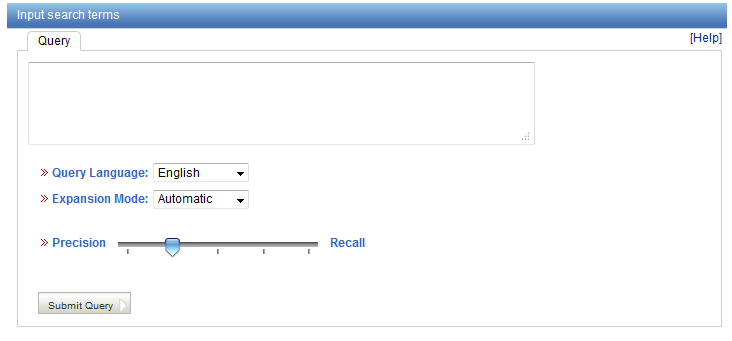 Input search terms
Query
[Help]
Query Language: English
Expansion Mode: Automatic
Precision Recall
Submit Query